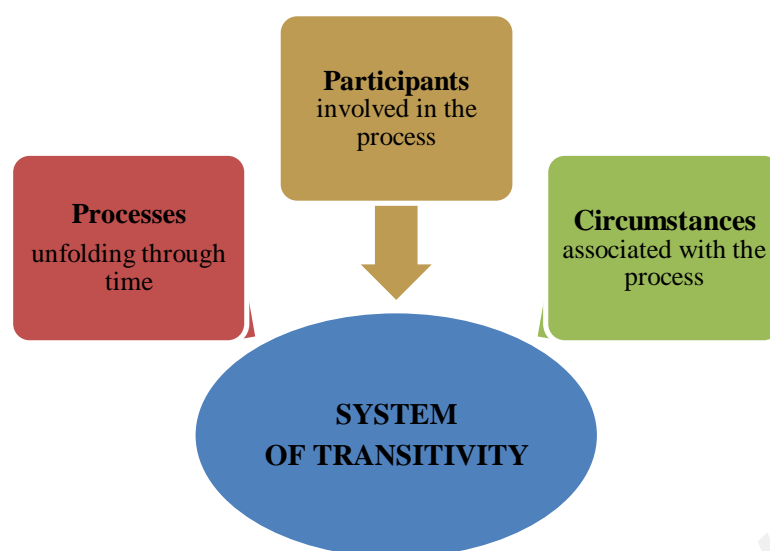 Participants
involved in the
process
Processes
unfolding through
time
Circumstances
associated with the
process
SYSTEM
OF TRANSITIVITY